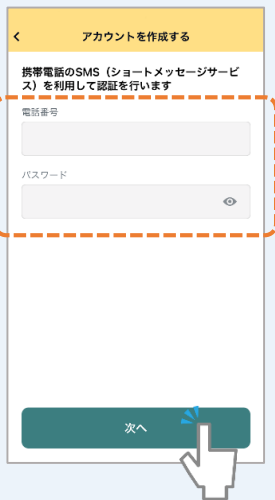 アカウントを作成する
携帯電話のSMS（ショートメッセージサービ
ス）を利用して認証を行います
電話番号
パスワード
次へ